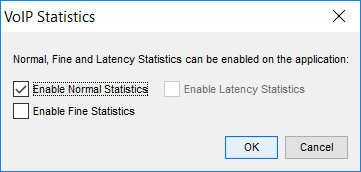 VoIP Statistics
Normal, Fine and Latency Statistics can be enabled on the application:
Enable Normal Statistics Enable Latency Statistics
Enable Fine Statistics
OK Cancel